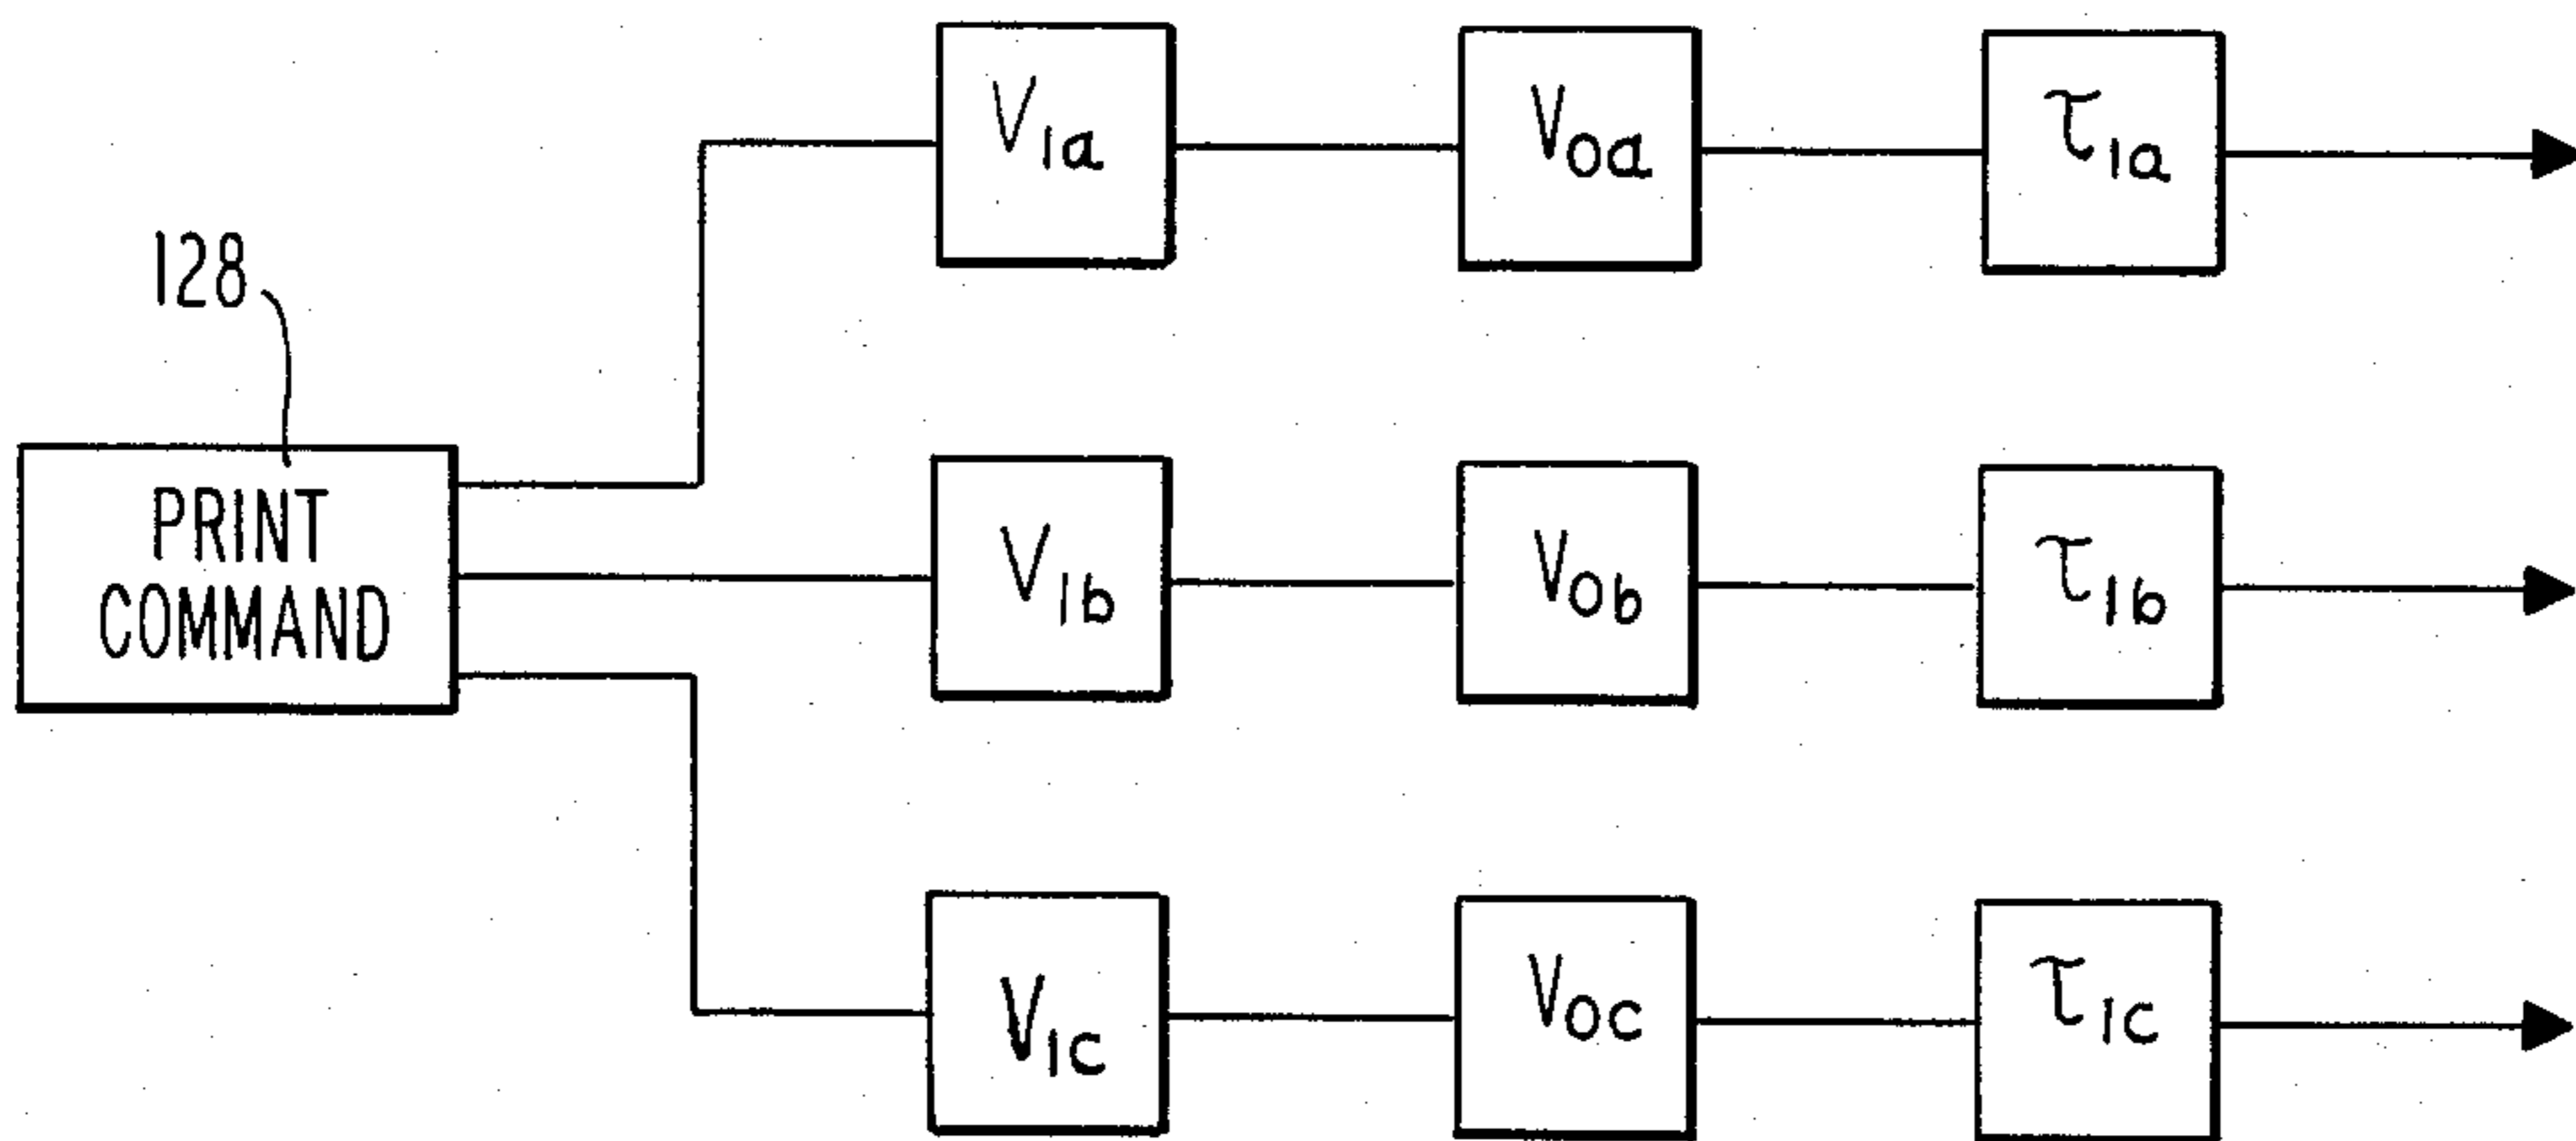 V1a
V0a
τ1a
128
PRINT
COMMAND
V1b
V0b
τ1b
V1c
V0c
τ1c